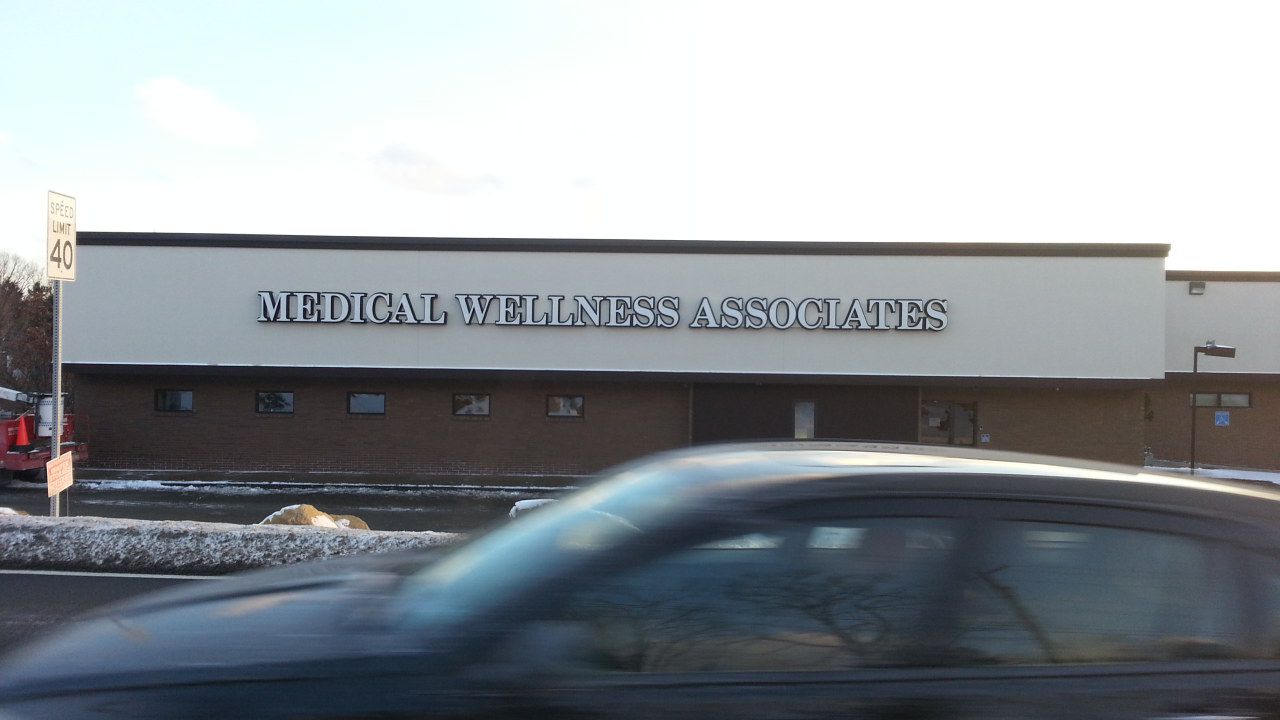 SPEED
LIMIT
40
MEDICAL WELLNESS ASSOCIATES